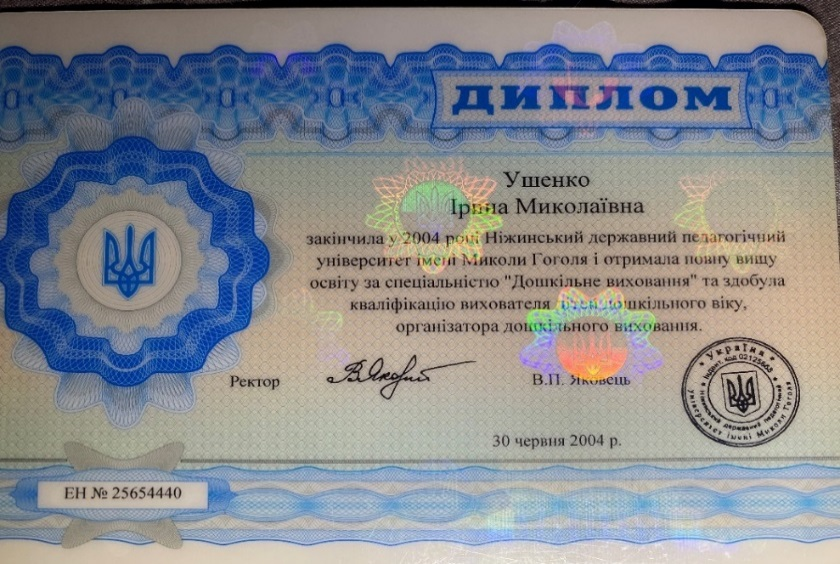 ДИПЛОМ
Ушенко
Ірина Миколаївна
закінчила у 2004 році Ніжинський державний педагогічний
університет імені Миколи Гоголя і отримала повну вищу
освіту за спеціальністю "Дошкільне виховання" та здобула
кваліфікацію вихователя дошкільного віку,
організатора дошкільного виховання.
Ректор
В.Яковець
В.П. Яковець
Україна
Ніжинський державний педагогічний
університет імені Миколи Гоголя
30 червня 2004 р.
ЕН № 25654440